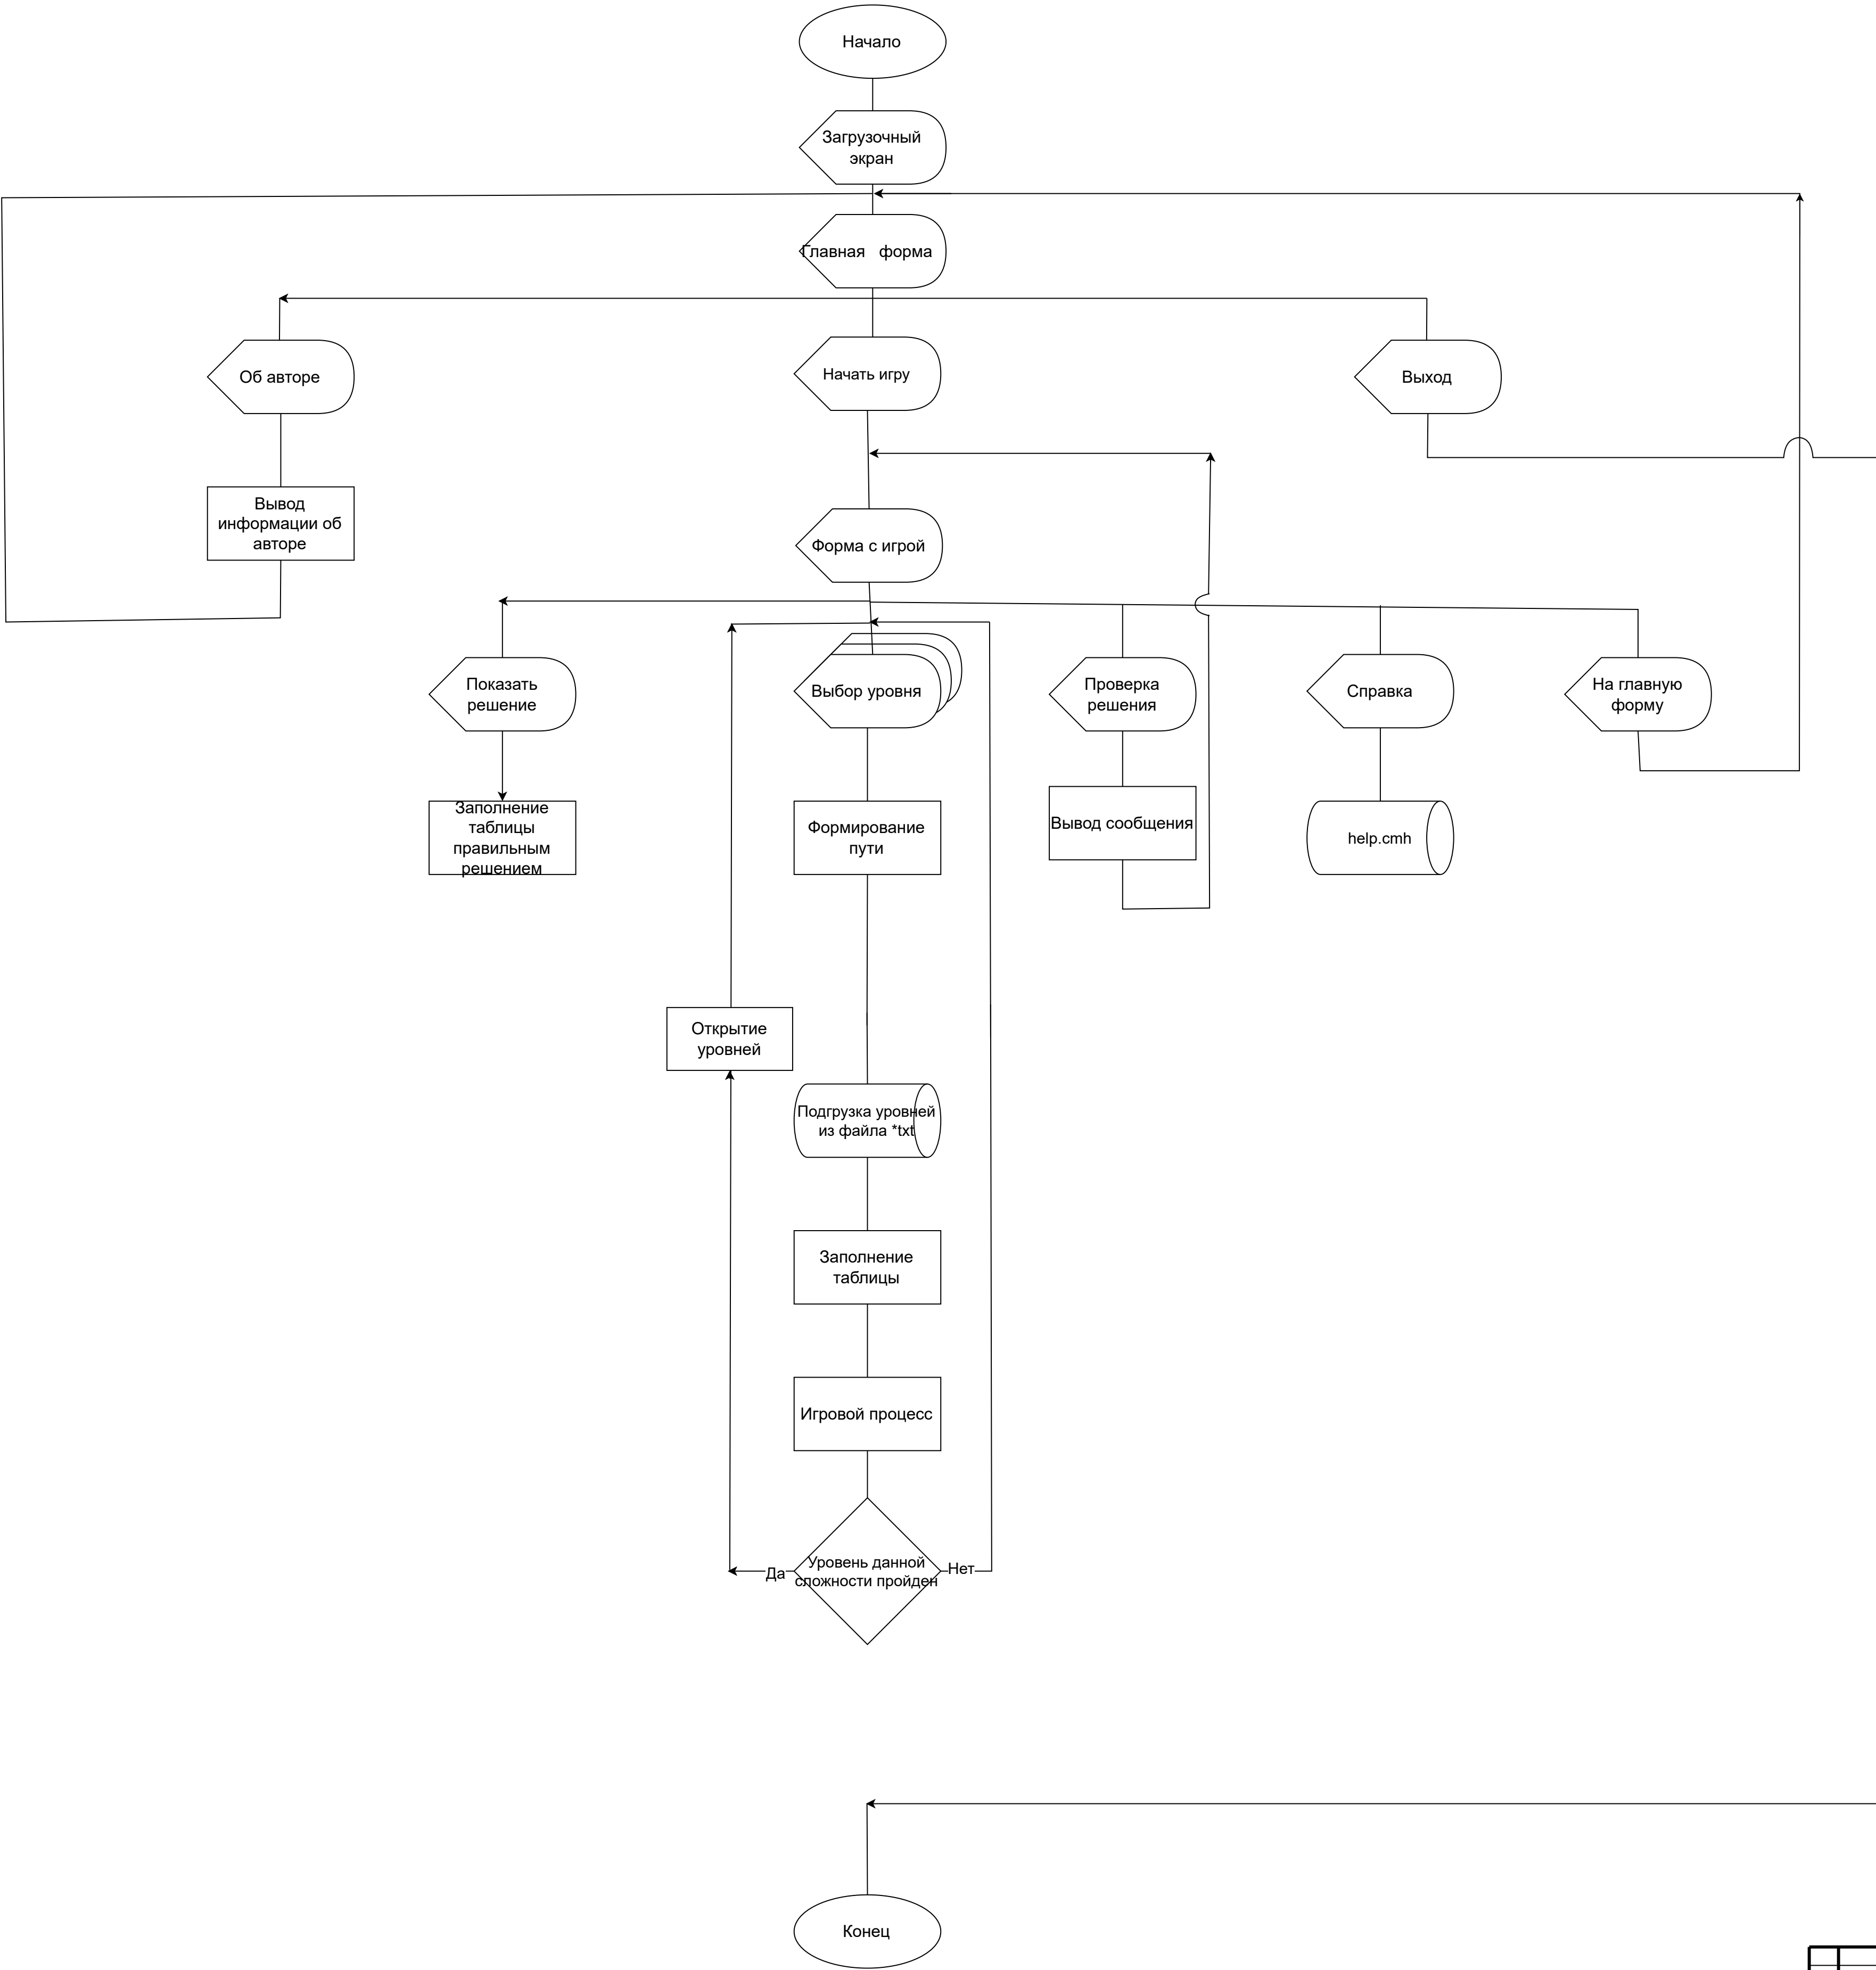 Начало
Загрузочный
экран
Главная форма
Об авторе
Начать игру
Выход
Вывод
информации об
авторе
Форма с игрой
Показать
решение
Выбор уровня
Проверка
решения
Справка
На главную
форму
Заполнение
таблицы
правильным
решением
Формирование
пути
Вывод сообщения
help.cmh
Открытие
уровней
Подгрузка уровней
из файла *txt
Заполнение
таблицы
Игровой процесс
Уровень данной
сложности пройден
Да
Нет
Конец